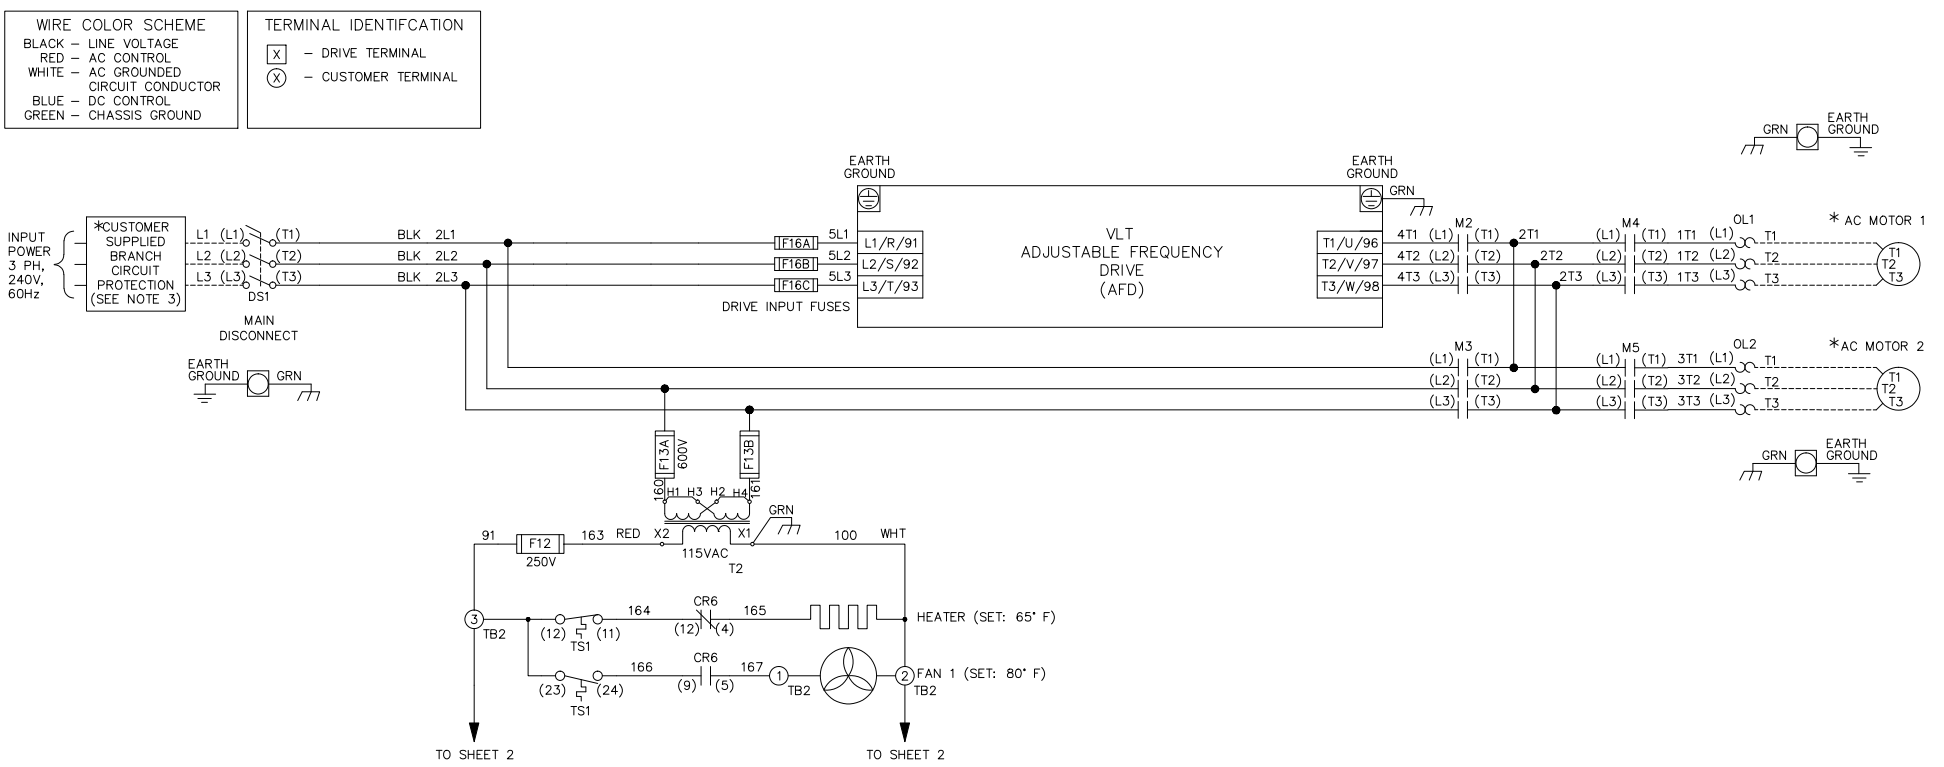 WIRE COLOR SCHEME
BLACK – LINE VOLTAGE
RED – AC CONTROL
WHITE – AC GROUNDED
CIRCUIT CONDUCTOR
BLUE – DC CONTROL
GREEN – CHASSIS GROUND
TERMINAL IDENTIFCATION
X – DRIVE TERMINAL
X – CUSTOMER TERMINAL
GRN
EARTH
GROUND
EARTH
GROUND
EARTH
GROUND
GRN
INPUT
POWER
3 PH,
240V,
60Hz
*CUSTOMER
SUPPLIED
BRANCH
CIRCUIT
PROTECTION
(SEE NOTE 3)
L1 (L1) (T1) BLK 2L1 F16A 5L1 L1/R/91
L2 (L2) (T2) BLK 2L2 F16B 5L2 L2/S/92
L3 (L3) (T3) BLK 2L3 F16C 5L3 L3/T/93
DS1
MAIN
DISCONNECT
DRIVE INPUT FUSES
VLT
ADJUSTABLE FREQUENCY
DRIVE
(AFD)
M2 M4 OL1 * AC MOTOR 1
T1/U/96 4T1 (L1) (T1) 2T1 (L1) (T1) 1T1 (L1) T1 T1
T2/V/97 4T2 (L2) (T2) 2T2 (L2) (T2) 1T2 (L2) T2 T2
T3/W/98 4T3 (L3) (T3) 2T3 (L3) (T3) 1T3 (L3) T3 T3
EARTH
GROUND GRN
M3 M5 OL2 *AC MOTOR 2
(L1) (T1) (L1) (T1) 3T1 (L1) T1 T1
(L2) (T2) (L2) (T2) 3T2 (L2) T2 T2
(L3) (T3) (L3) (T3) 3T3 (L3) T3 T3
GRN
EARTH
GROUND
F13A
600V
F13B
160
161
H1 H3 H2 H4
GRN
91 F12 163 RED X2 X1 100 WHT
250V
115VAC
T2
3
TB2
164 CR6 165
(12) (11) (12) (4)
TS1
HEATER (SET: 65° F)
166 CR6 167 1 2
(23) (24) (9) (5) TB2 TB2
TS1
FAN 1 (SET: 80° F)
TO SHEET 2
TO SHEET 2